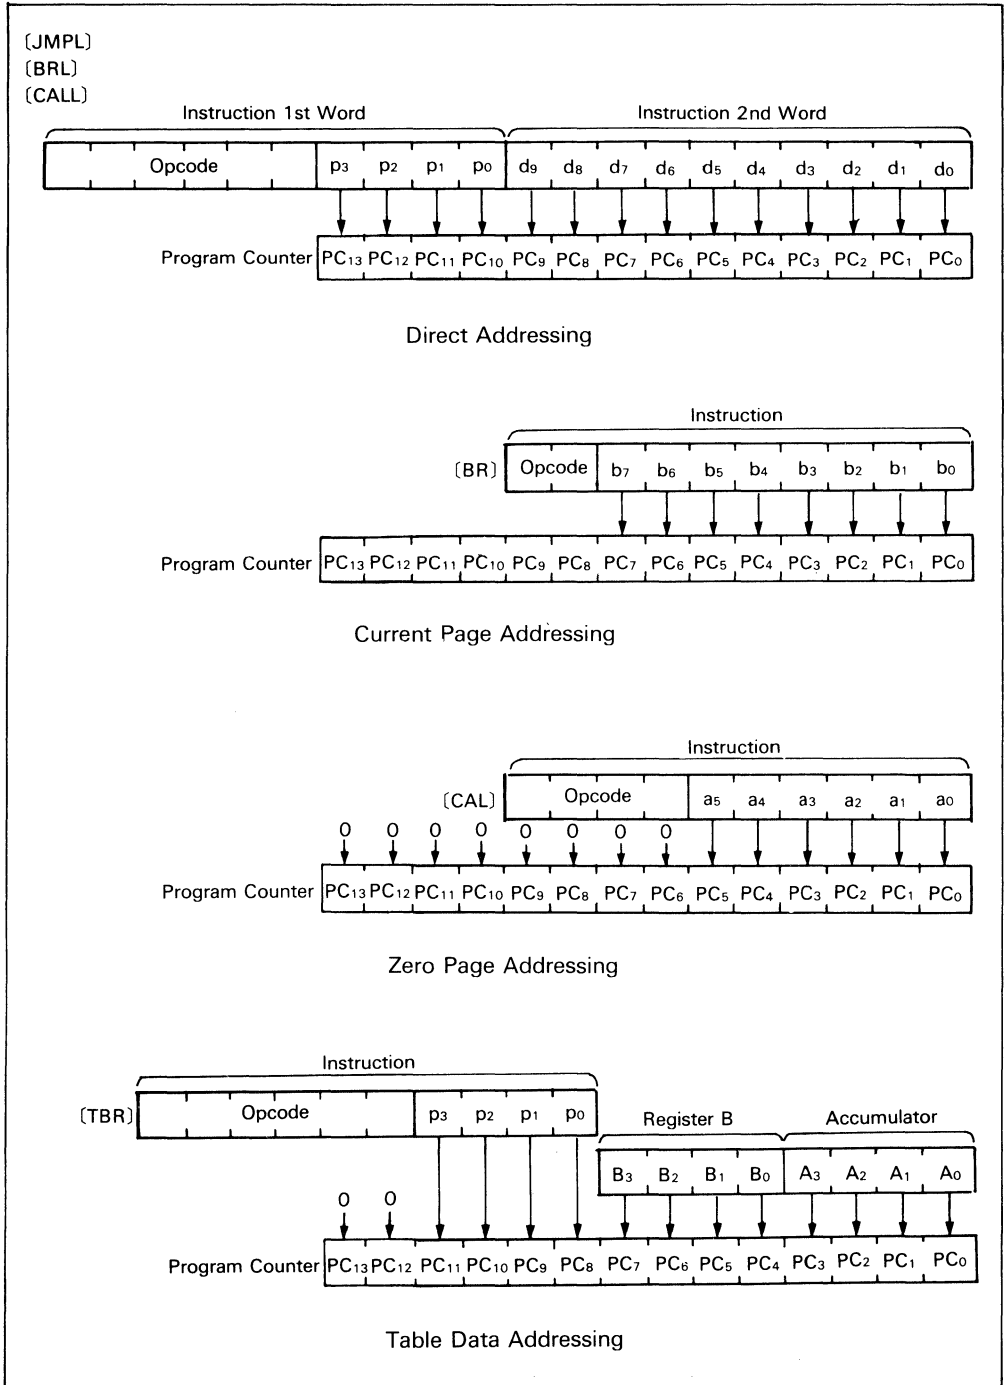 [JMPL]
[BRL]
[CALL]
Instruction 1st Word Instruction 2nd Word
Opcode p3 p2 p1 p0 d9 d8 d7 d6 d5 d4 d3 d2 d1 d0
Program Counter PC13 PC12 PC11 PC10 PC9 PC8 PC7 PC6 PC5 PC4 PC3 PC2 PC1 PC0
Direct Addressing
Instruction
[BR] Opcode b7 b6 b5 b4 b3 b2 b1 b0
Program Counter PC13 PC12 PC11 PC10 PC9 PC8 PC7 PC6 PC5 PC4 PC3 PC2 PC1 PC0
Current Page Addressing
Instruction
[CAL] Opcode a5 a4 a3 a2 a1 a0
0 0 0 0 0 0 0 0
Program Counter PC13 PC12 PC11 PC10 PC9 PC8 PC7 PC6 PC5 PC4 PC3 PC2 PC1 PC0
Zero Page Addressing
Instruction
[TBR] Opcode p3 p2 p1 p0
Register B Accumulator
B3 B2 B1 B0 A3 A2 A1 A0
0 0
Program Counter PC13 PC12 PC11 PC10 PC9 PC8 PC7 PC6 PC5 PC4 PC3 PC2 PC1 PC0
Table Data Addressing